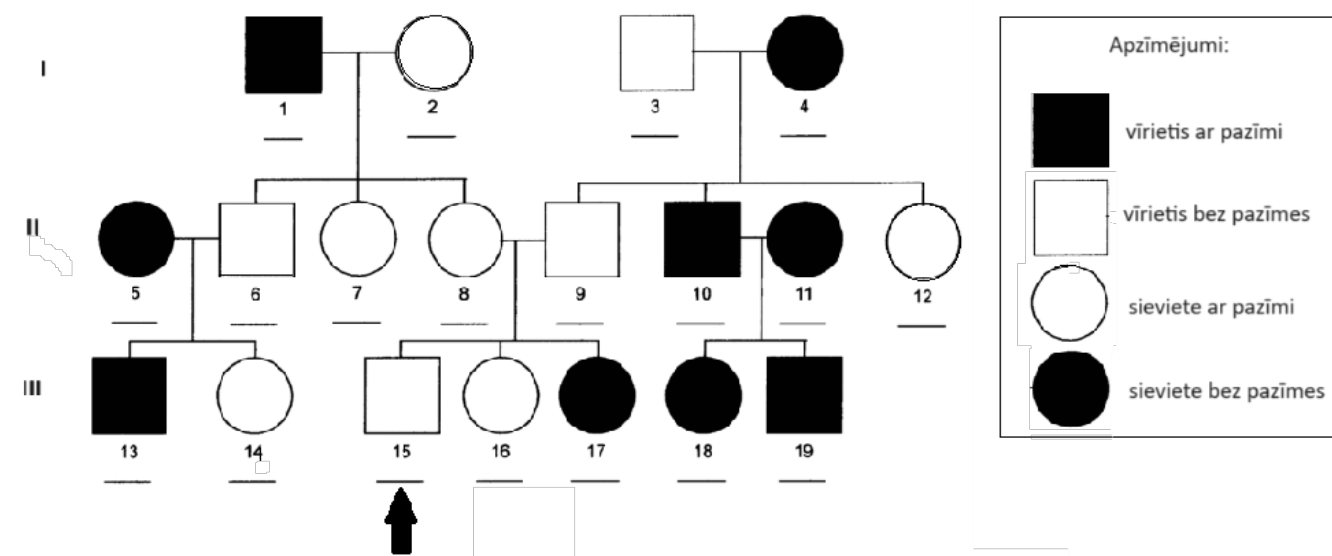 I
1 2 3 4
II
5 6 7 8 9 10 11 12
III
13 14 15 16 17 18 19
Apzīmējumi:
vīrietis ar pazīmi
vīrietis bez pazīmes
sieviete ar pazīmi
sieviete bez pazīmes